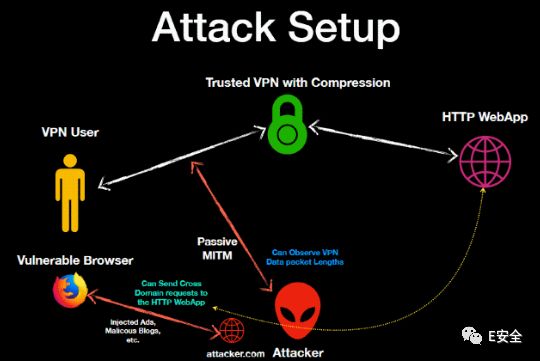 Attack Setup
Trusted VPN with Compression
HTTP WebApp
VPN User
Passive
MITM
Can Observe VPN
Data packet Lengths
Vulnerable Browser
Can Send Cross
Domain requests to
the HTTP WebApp
Injected Ads,
Malicious Blogs,
etc.
attacker.com
Attacker
E安全